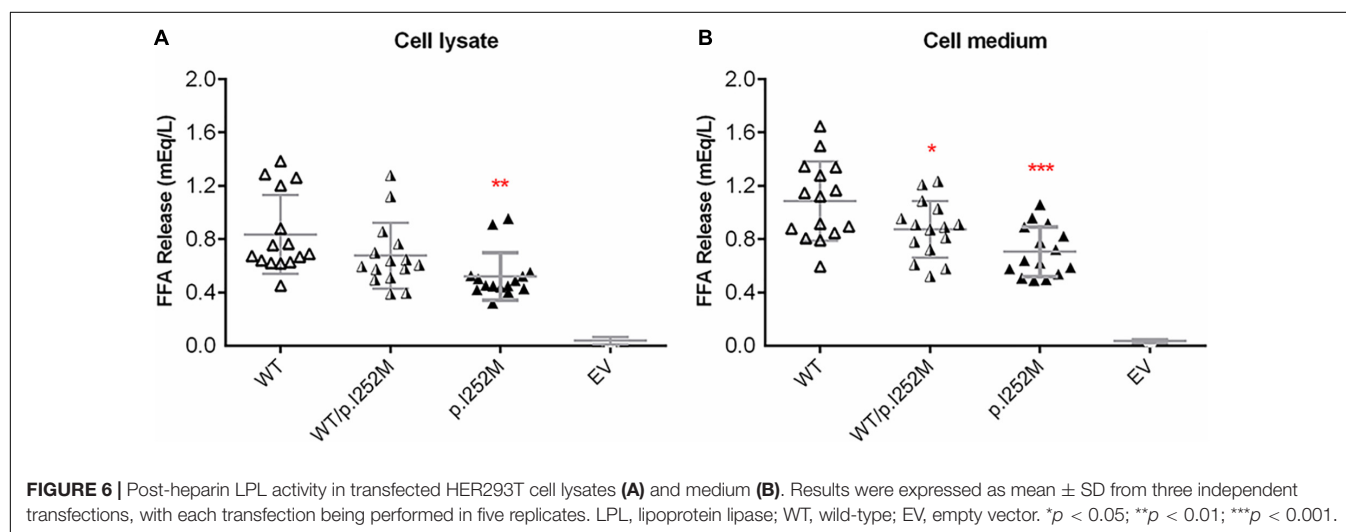 A
Cell lysate
FFA Release (mEq/L)
2.0
1.6
1.2
0.8
0.4
0.0
WT
WT/p.I252M
p.I252M
EV
**
B
Cell medium
FFA Release (mEq/L)
2.0
1.6
1.2
0.8
0.4
0.0
WT
WT/p.I252M
p.I252M
EV
*
***
FIGURE 6 | Post-heparin LPL activity in transfected HER293T cell lysates (A) and medium (B). Results were expressed as mean ± SD from three independent
transfections, with each transfection being performed in five replicates. LPL, lipoprotein lipase; WT, wild-type; EV, empty vector. *p < 0.05; **p < 0.01; ***p < 0.001.